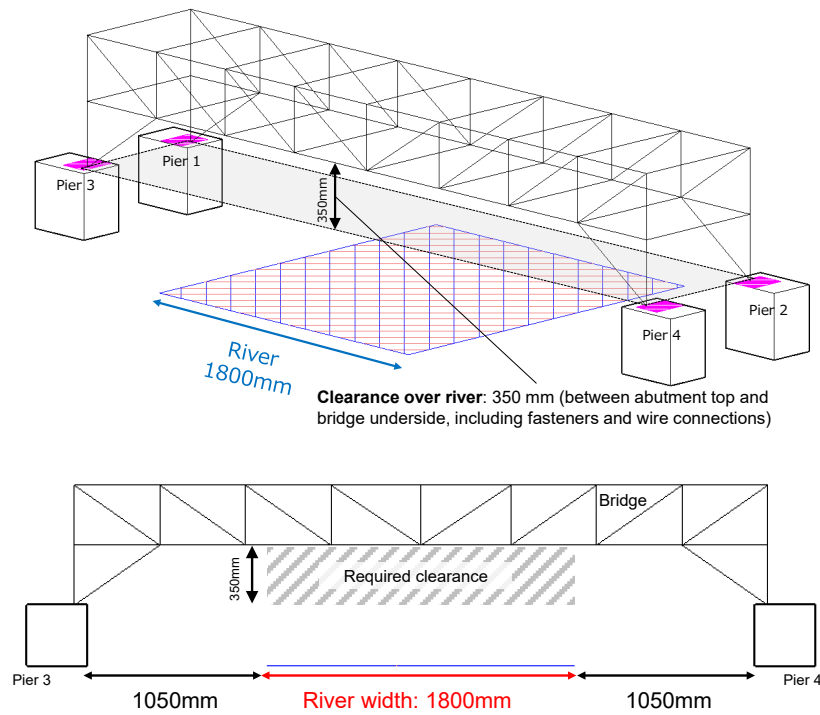 Pier 1
Pier 3
350mm
Pier 2
Pier 4
River
1800mm
Clearance over river: 350 mm (between abutment top and
bridge underside, including fasteners and wire connections)
Bridge
350mm
Required clearance
Pier 3
Pier 4
1050mm
River width: 1800mm
1050mm